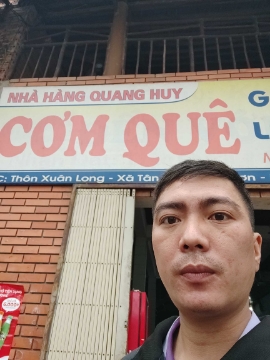 NHÀ HÀNG QUANG HUY
CƠM QUÊ
C: Thôn Xuân Long - Xã Tân